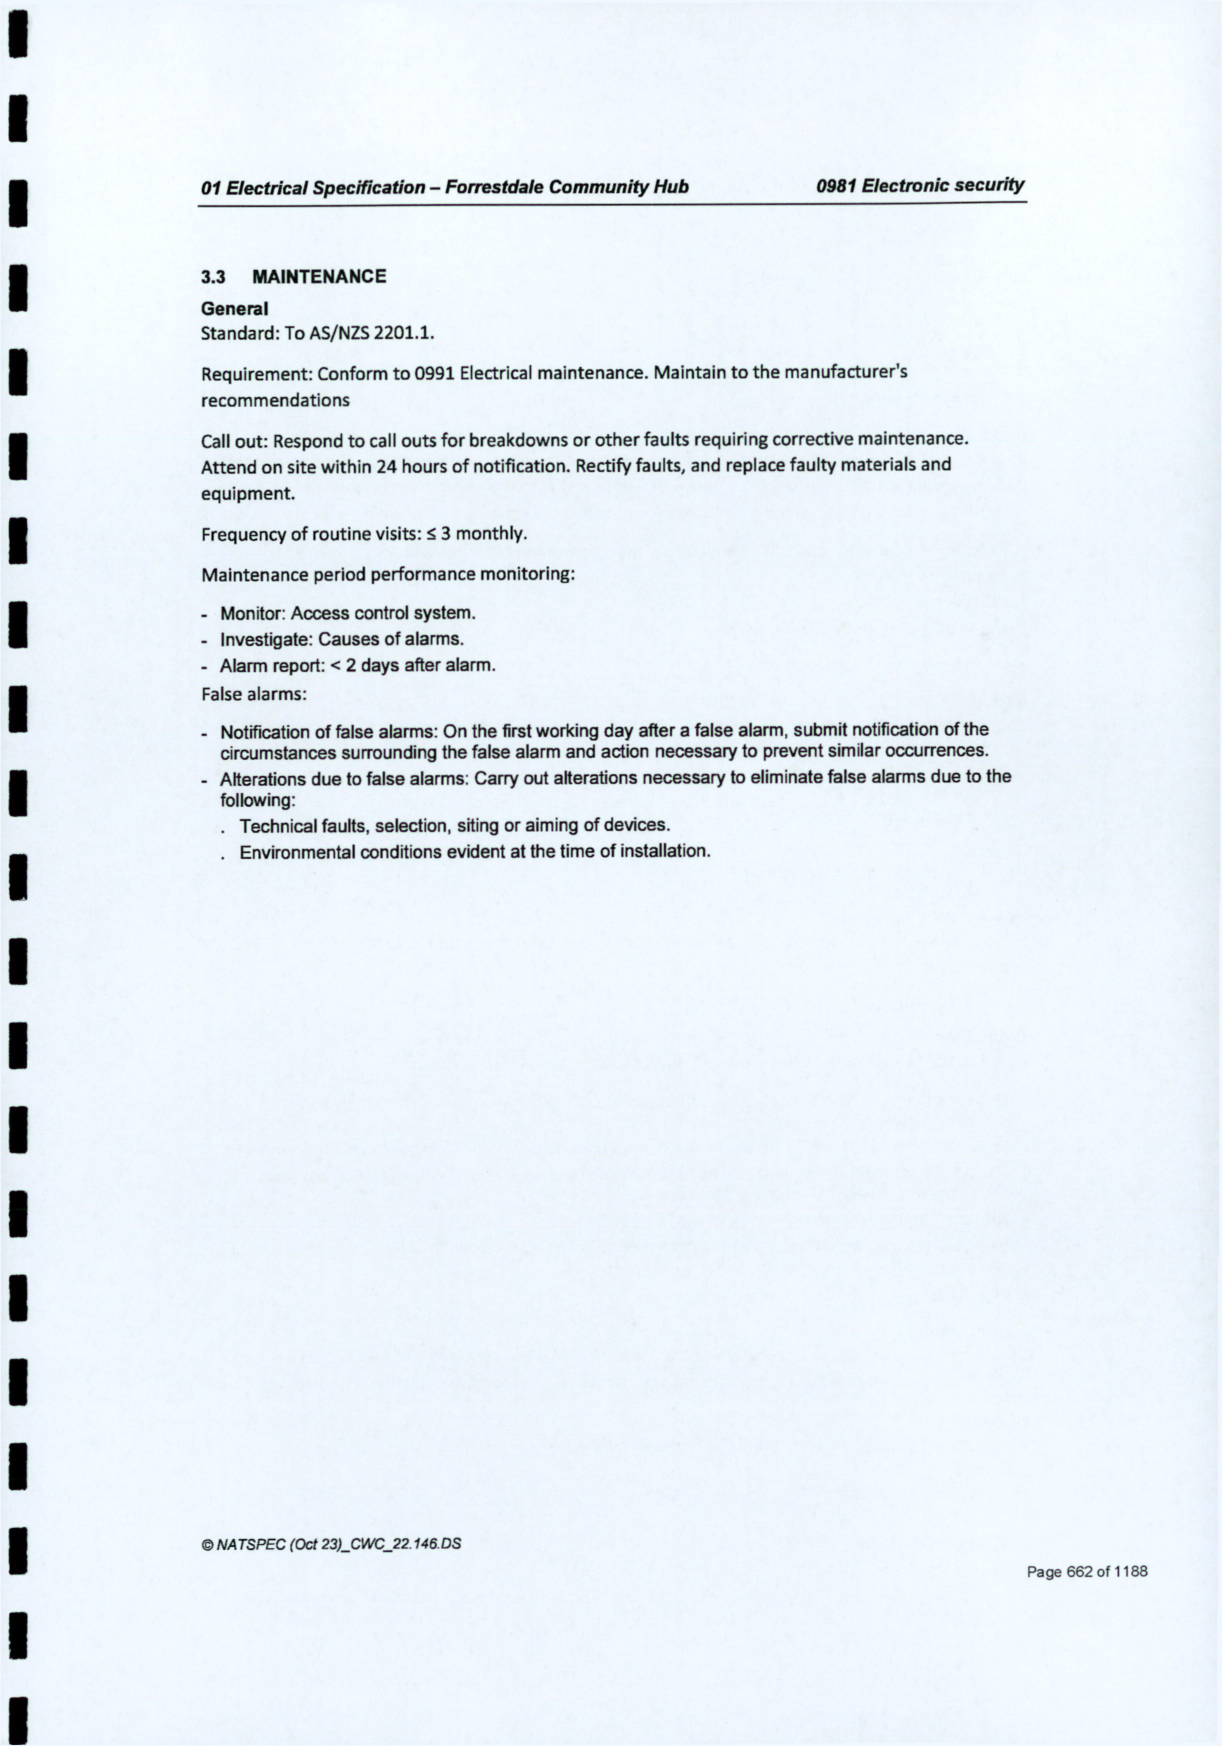 01 Electrical Specification – Forrestdale Community Hub 0981 Electronic security
3.3 MAINTENANCE
General
Standard: To AS/NZS 2201.1.
Requirement: Conform to 0991 Electrical maintenance. Maintain to the manufacturer's
recommendations
Call out: Respond to call outs for breakdowns or other faults requiring corrective maintenance.
Attend on site within 24 hours of notification. Rectify faults, and replace faulty materials and
equipment.
Frequency of routine visits: ≤ 3 monthly.
Maintenance period performance monitoring:
- Monitor: Access control system.
- Investigate: Causes of alarms.
- Alarm report: < 2 days after alarm.
False alarms:
- Notification of false alarms: On the first working day after a false alarm, submit notification of the
circumstances surrounding the false alarm and action necessary to prevent similar occurrences.
- Alterations due to false alarms: Carry out alterations necessary to eliminate false alarms due to the
following:
. Technical faults, selection, siting or aiming of devices.
. Environmental conditions evident at the time of installation.
© NATSPEC (Oct 23)_CWC_22.146.DS
Page 662 of 1188